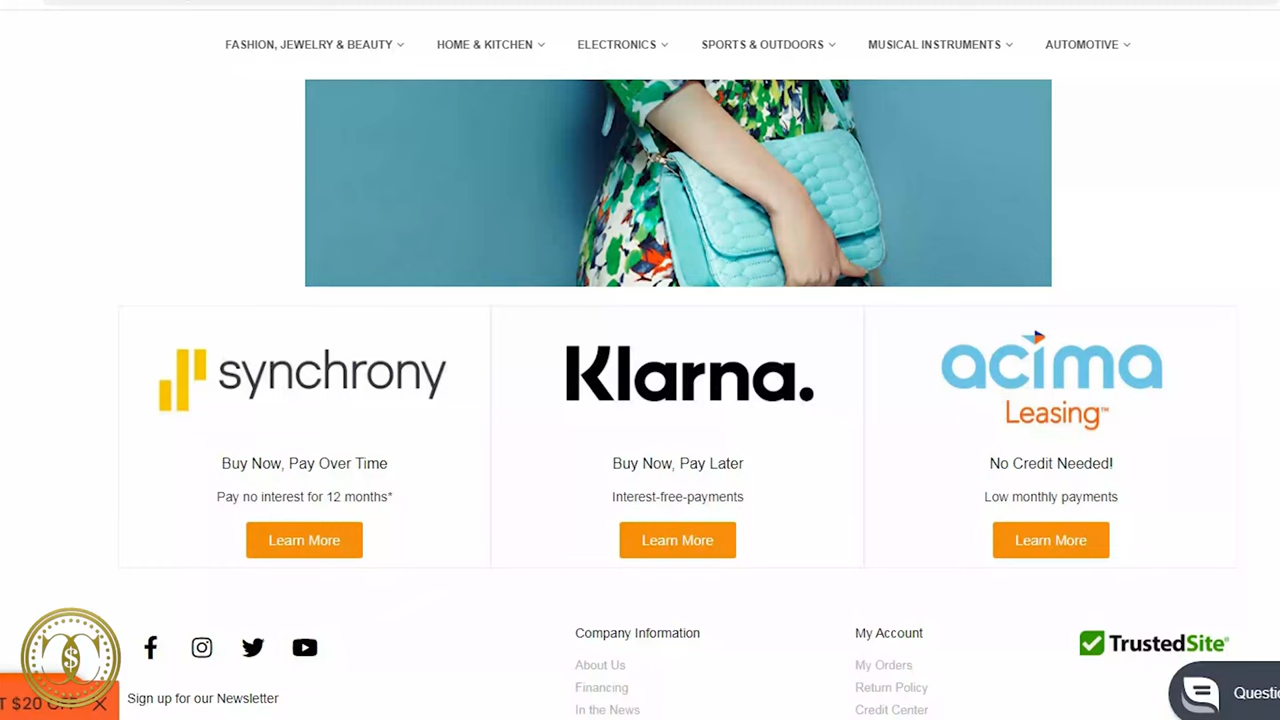 FASHION, JEWELRY & BEAUTY HOME & KITCHEN ELECTRONICS SPORTS & OUTDOORS MUSICAL INSTRUMENTS AUTOMOTIVE
synchrony Klarna. acima
Leasing™
Buy Now, Pay Over Time Buy Now, Pay Later No Credit Needed!
Pay no interest for 12 months* Interest-free-payments Low monthly payments
Learn More Learn More Learn More
Company Information My Account TrustedSite®
About Us My Orders
Financing Return Policy
Sign up for our Newsletter
$20
In the News Credit Center